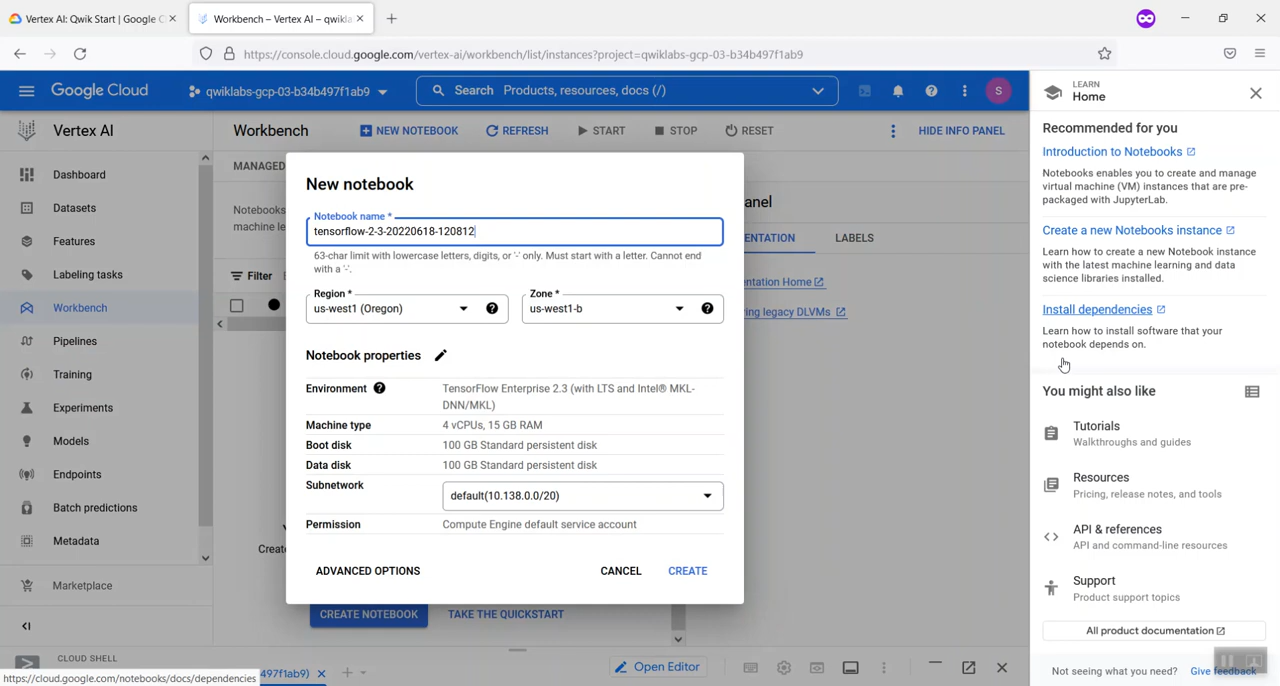 Vertex AI: Qwik Start | Google C
Workbench – Vertex AI – qwikla
https://console.cloud.google.com/vertex-ai/workbench/list/instances?project=qwiklabs-gcp-03-b34b497f1ab9
Google Cloud
qwiklabs-gcp-03-b34b497f1ab9
Search Products, resources, docs (/)
S
Vertex AI
Dashboard
Datasets
Features
Labeling tasks
Workbench
Pipelines
Training
Experiments
Models
Endpoints
Batch predictions
Metadata
Marketplace
Workbench
NEW NOTEBOOK
REFRESH
START
STOP
RESET
HIDE INFO PANEL
MANAGED
Notebooks
machine le
Filter
Creat
anel
ENTATION
LABELS
entation Home
ing legacy DLVMs
New notebook
Notebook name *
tensorflow-2-3-20220618-120812
63-char limit with lowercase letters, digits, or '-' only. Must start with a letter. Cannot end
with a '-'.
Region *
us-west1 (Oregon)
Zone *
us-west1-b
Notebook properties
Environment
TensorFlow Enterprise 2.3 (with LTS and Intel® MKL-
DNN/MKL)
Machine type
4 vCPUs, 15 GB RAM
Boot disk
100 GB Standard persistent disk
Data disk
100 GB Standard persistent disk
Subnetwork
default(10.138.0.0/20)
Permission
Compute Engine default service account
ADVANCED OPTIONS
CANCEL
CREATE
CREATE NOTEBOOK
TAKE THE QUICKSTART
CLOUD SHELL
497f1ab9)
Open Editor
https://cloud.google.com/notebooks/docs/dependencies
LEARN
Home
Recommended for you
Introduction to Notebooks
Notebooks enables you to create and manage
virtual machine (VM) instances that are pre-
packaged with JupyterLab.
Create a new Notebooks instance
Learn how to create a new Notebook instance
with the latest machine learning and data
science libraries installed.
Install dependencies
Learn how to install software that your
notebook depends on.
You might also like
Tutorials
Walkthroughs and guides
Resources
Pricing, release notes, and tools
API & references
API and command-line resources
Support
Product support topics
All product documentation
Not seeing what you need?
Give feedback